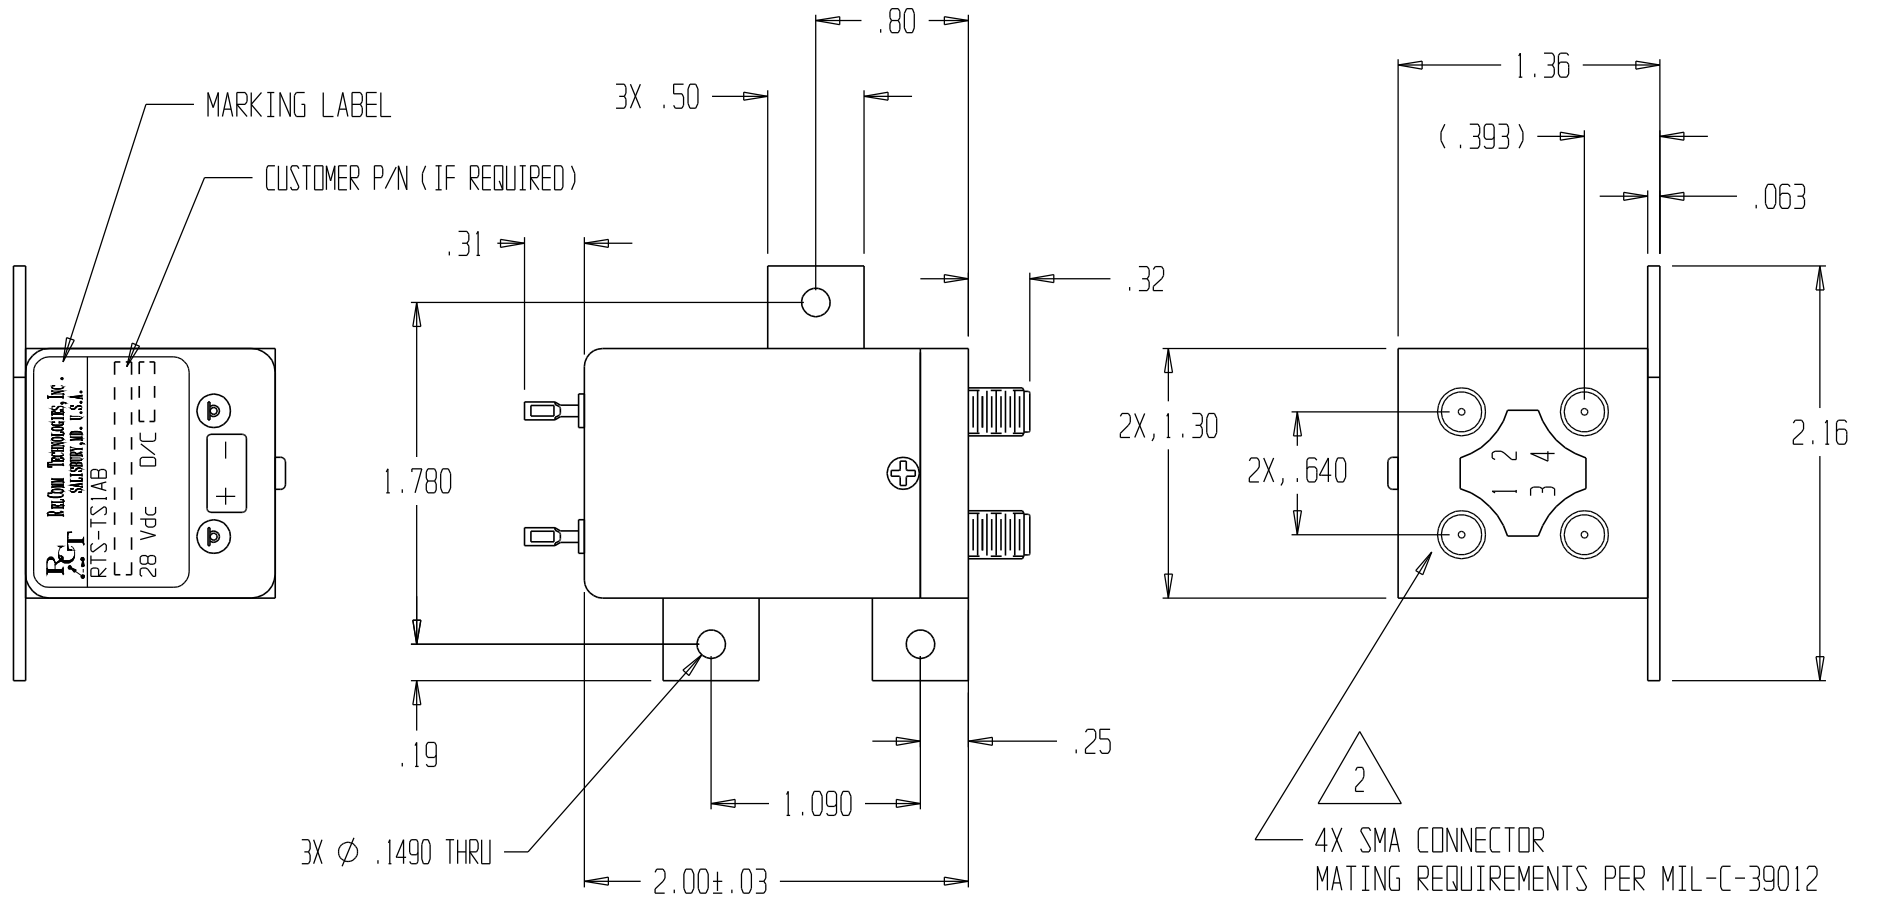 .80
1.36
3X .50
MARKING LABEL
(.393)
CUSTOMER P/N (IF REQUIRED)
.063
.31
.32
RELCOMM TECHNOLOGIES, INC.
SALISBURY, MD. U.S.A.
RCT
RTS-TS1AB
28 Vdc D/C
- +
1.780
2X, 1.30
2X, .640
1 2
3 4
2.16
.19
.25
2
1.090
3X Ø .1490 THRU
4X SMA CONNECTOR
2.00±.03
MATING REQUIREMENTS PER MIL-C-39012